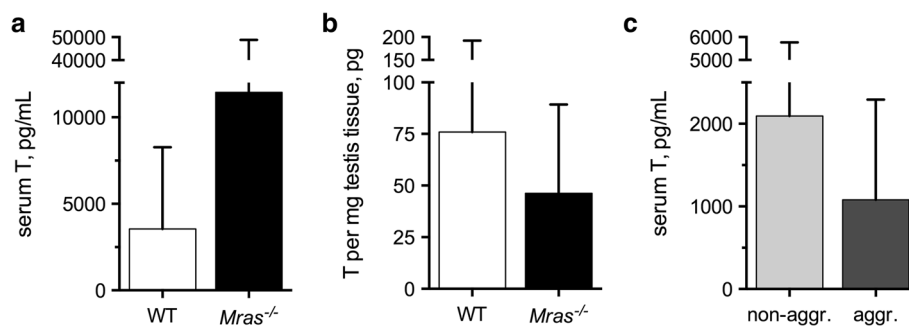 a
serum T, pg/mL
50000
40000
10000
5000
0
WT
Mras-/-
b
T per mg testis tissue, pg
200
150
100
75
50
25
0
WT
Mras-/-
c
serum T, pg/mL
6000
5000
2000
1000
0
non-aggr.
aggr.